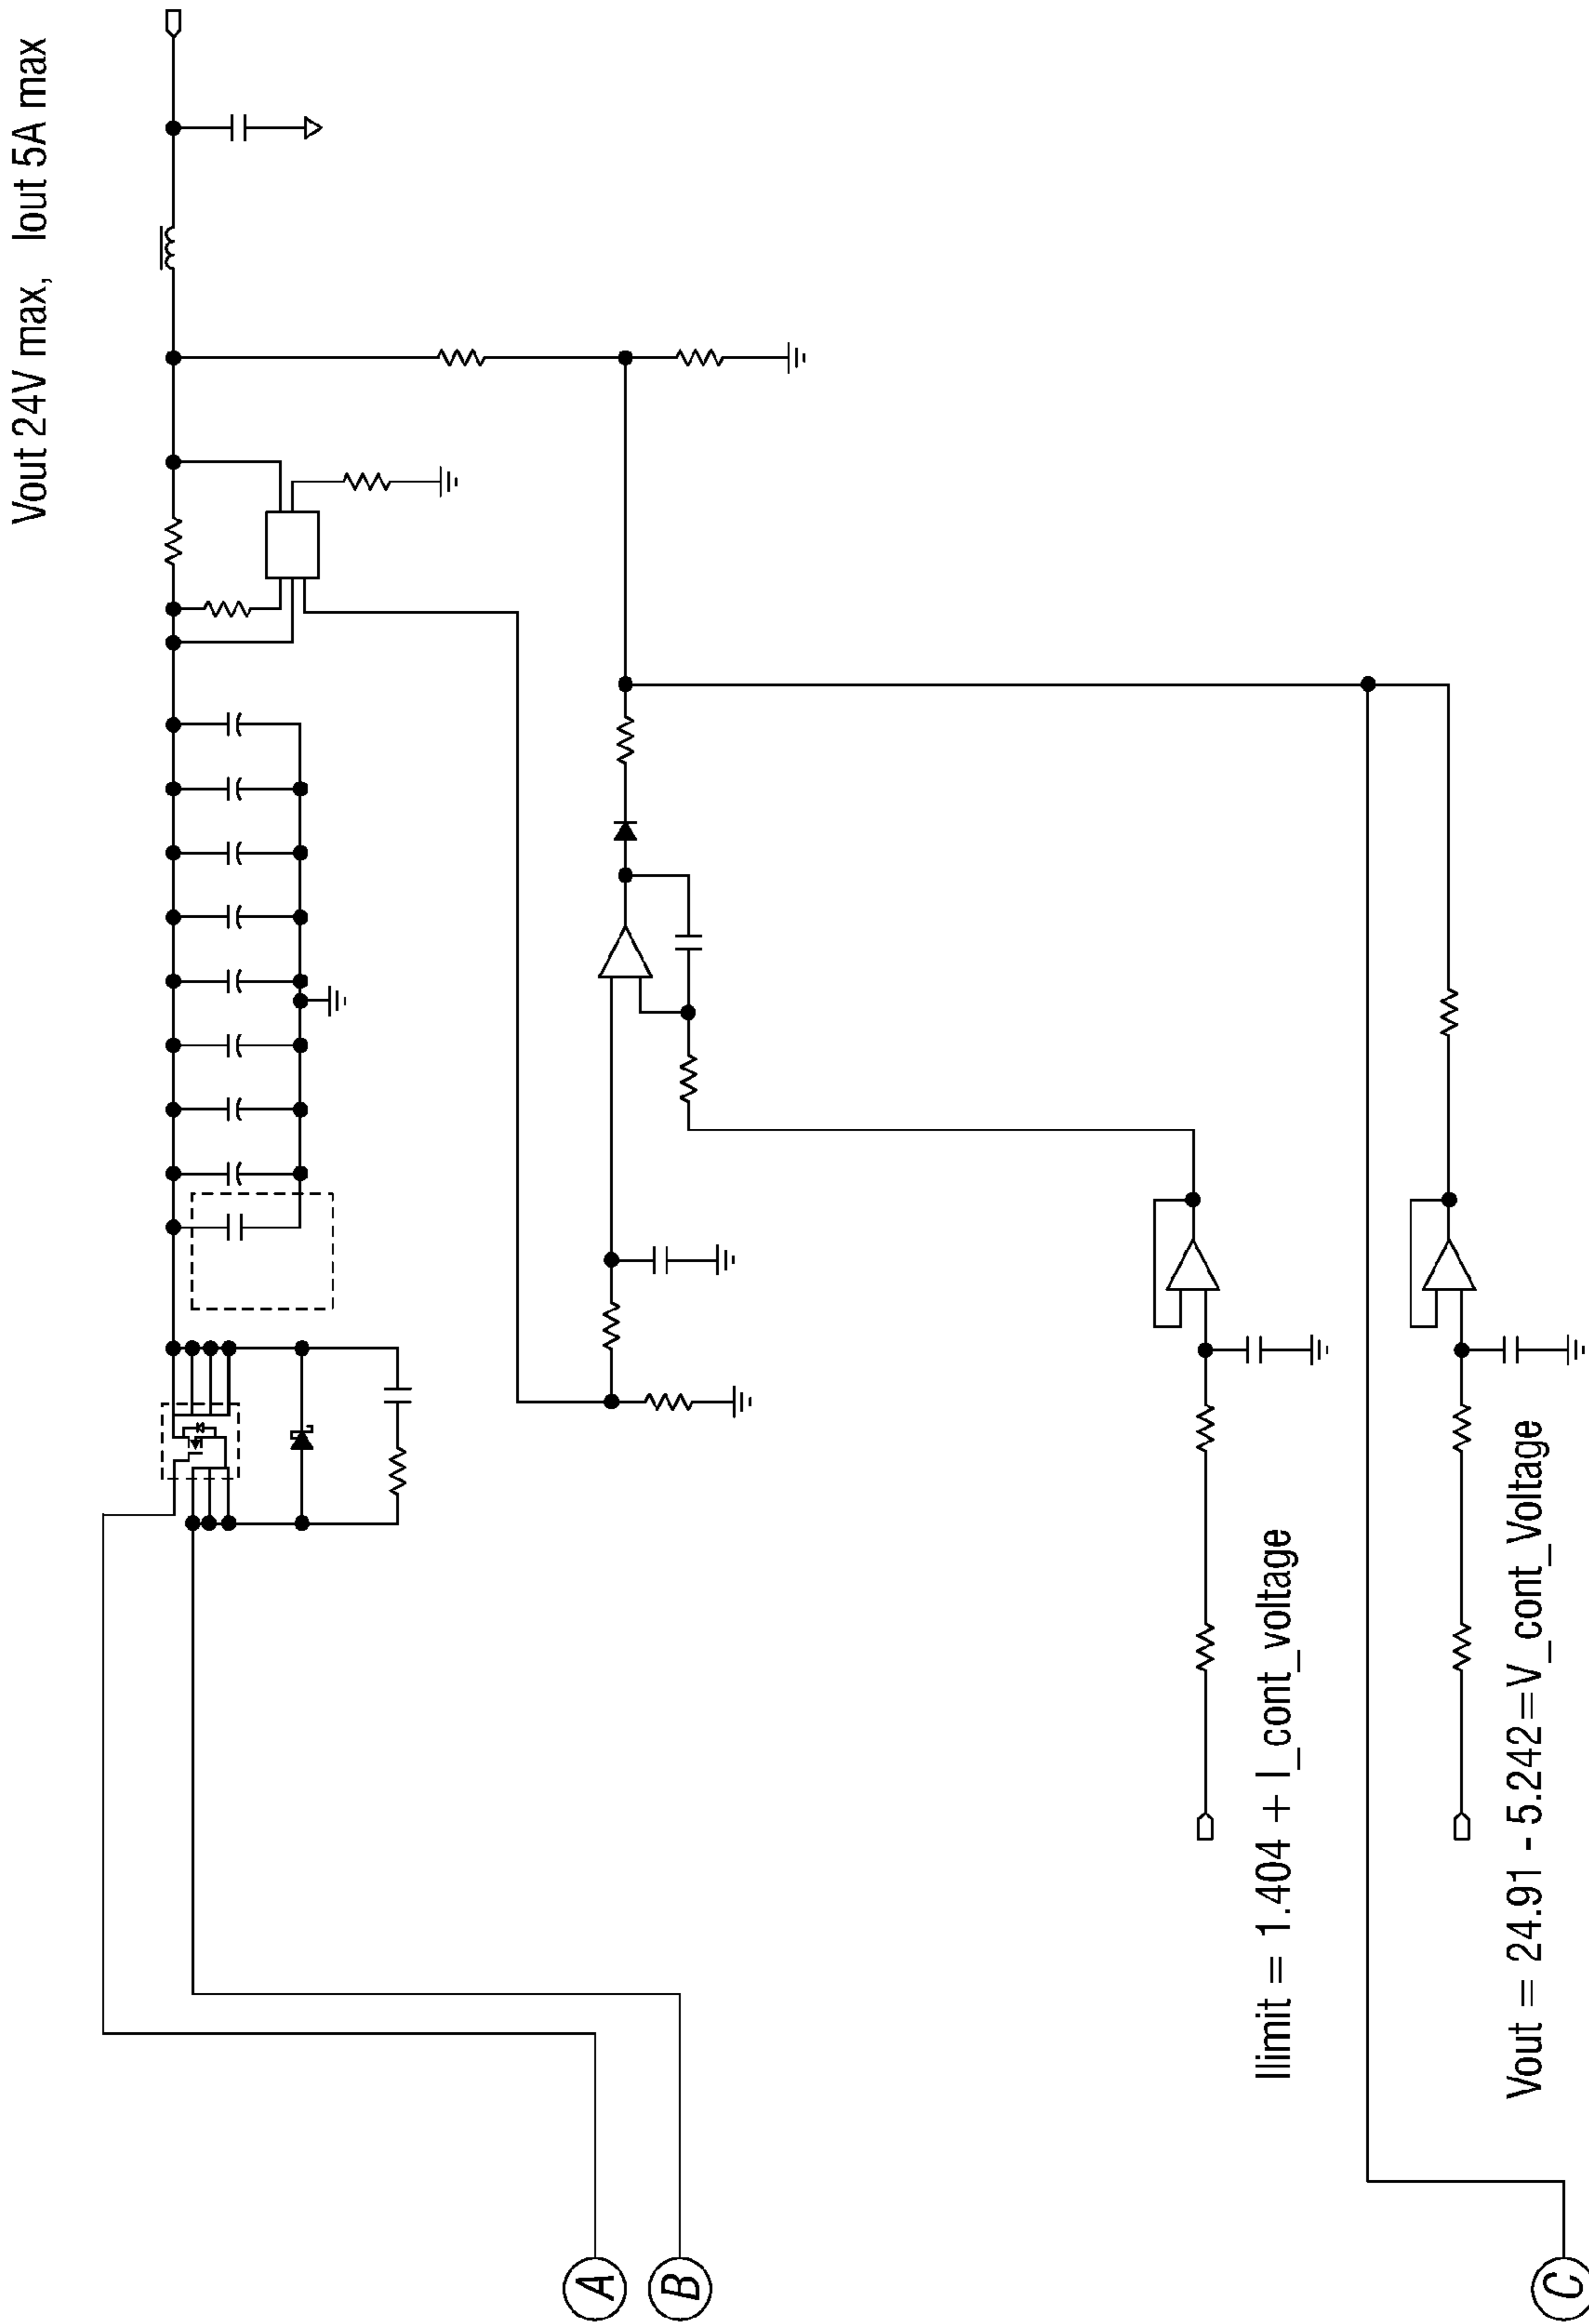 Vout 24V max, Iout 5A max
A
B
Ilimit = 1.404 + I_cont_voltage
Vout = 24.91 - 5.242=V_cont_Voltage
C